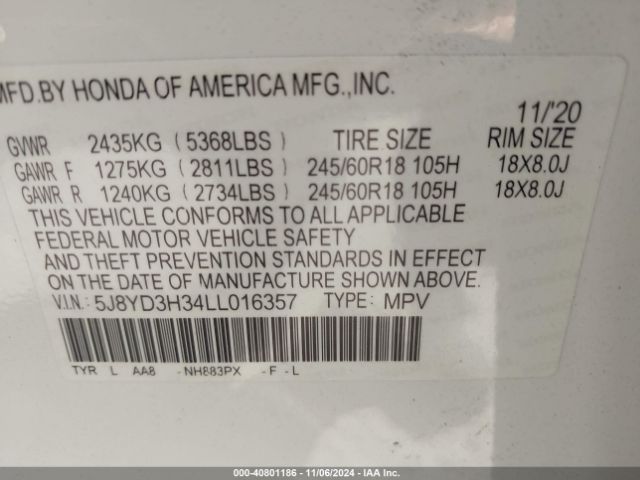 MFD.BY HONDA OF AMERICA MFG.,INC.
11/'20
GVWR 2435KG (5368LBS) TIRE SIZE RIM SIZE
GAWR F 1275KG (2811LBS) 245/60R18 105H 18X8.0J
GAWR R 1240KG (2734LBS) 245/60R18 105H 18X8.0J
THIS VEHICLE CONFORMS TO ALL APPLICABLE
FEDERAL MOTOR VEHICLE SAFETY
AND THEFT PREVENTION STANDARDS IN EFFECT
ON THE DATE OF MANUFACTURE SHOWN ABOVE.
V.I.N.: 5J8YD3H34LL016357 TYPE: MPV
TYR L AA8 -NH883PX -F -L
000-40801186 - 11/06/2024 - IAA Inc.